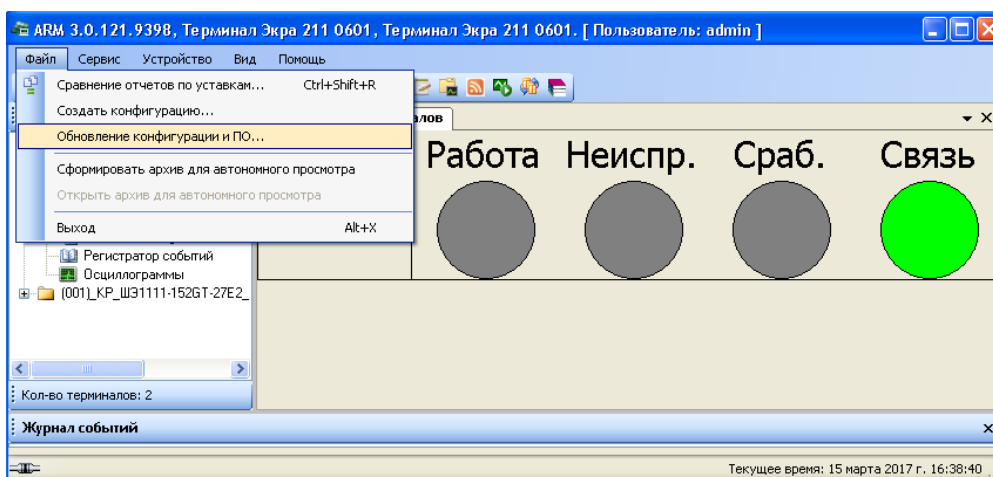 ARM 3.0.121.9398, Терминал Экра 211 0601, Терминал Экра 211 0601. [ Пользователь: admin ]
Файл Сервис Устройство Вид Помощь
Сравнение отчетов по уставкам... Ctrl+Shift+R
Создать конфигурацию...
Обновление конфигурации и ПО...
Сформировать архив для автономного просмотра
Открыть архив для автономного просмотра
Выход Alt+X
Работа Неиспр. Сраб. Связь
Регистратор событий
Осциллограммы
(001)_КР_ШЭ1111-152GT-27E2_
Кол-во терминалов: 2
Журнал событий
Текущее время: 15 марта 2017 г. 16:38:40